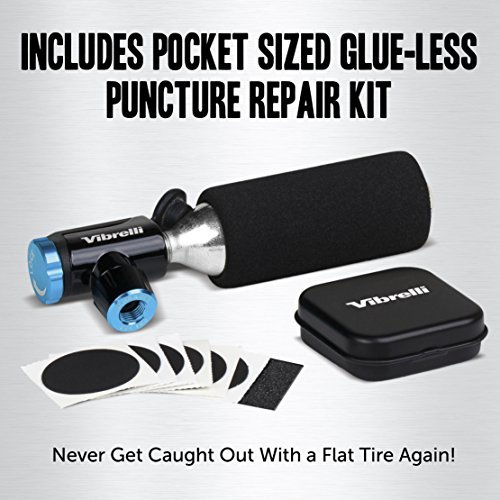 INCLUDES POCKET SIZED GLUE-LESS
PUNCTURE REPAIR KIT
Vibrelli
Vibrelli
Never Get Caught Out With a Flat Tire Again!